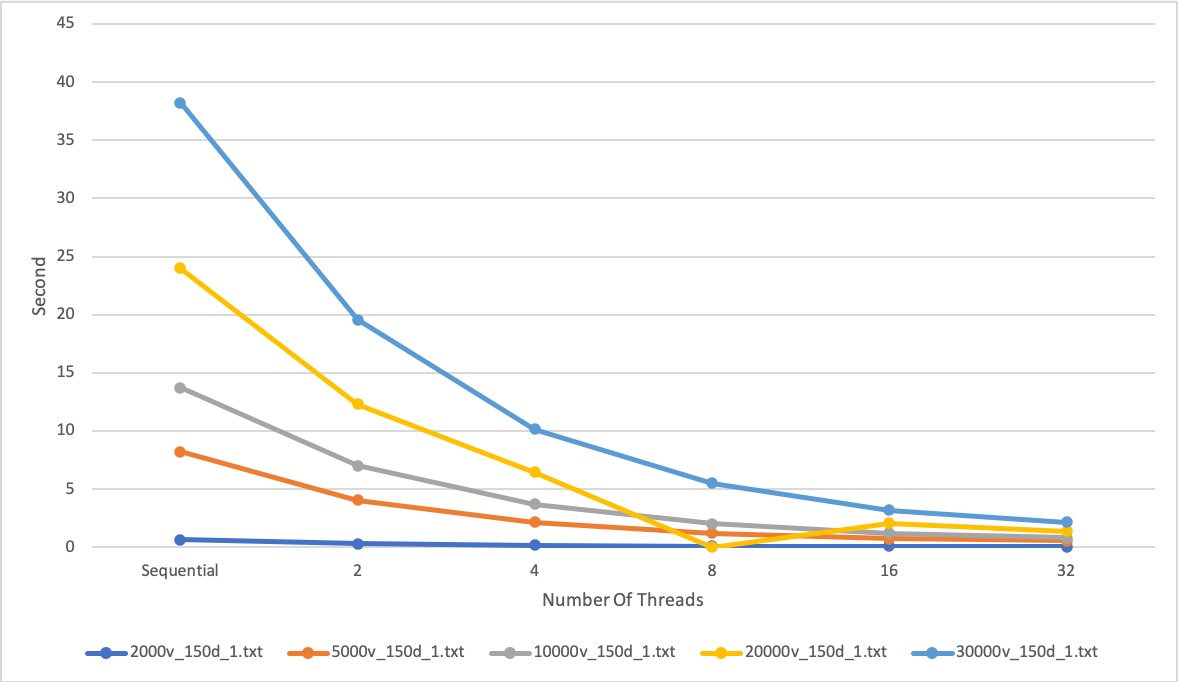 45
40
35
30
25
20
15
10
5
0
Second
Sequential 2 4 8 16 32
Number Of Threads
2000v_150d_1.txt 5000v_150d_1.txt 10000v_150d_1.txt 20000v_150d_1.txt 30000v_150d_1.txt